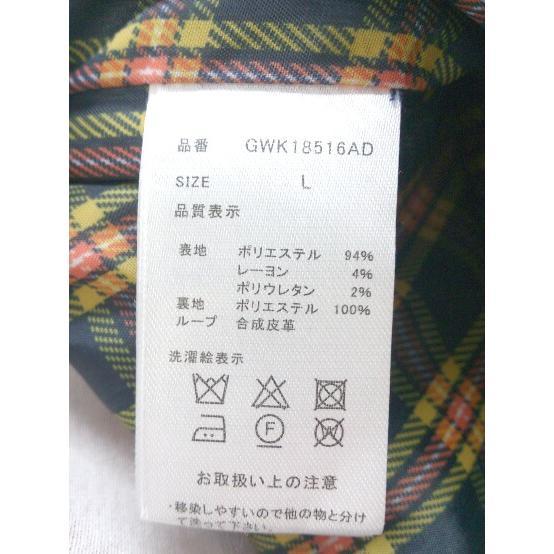 品番 GWK18516AD
SIZE L
品質表示
表地 ポリエステル 94%
レーヨン 4%
ポリウレタン 2%
裏地 ポリエステル 100%
ループ 合成皮革
洗濯絵表示
F
W
お取扱い上の注意
・移染しやすいので他の物と分け
て洗って下さい。